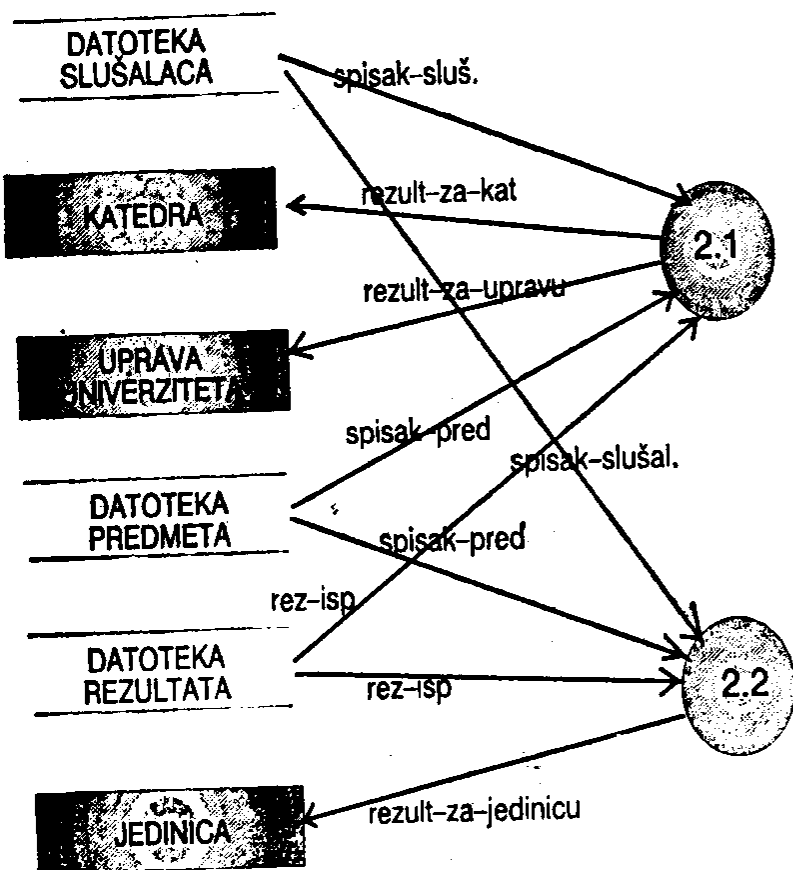 DATOTEKA
SLUŠALACA
spisak-sluš.
KATEDRA
rezult-za-kat
2.1
rezult-za-upravu
UPRAVA
UNIVERZITETA
spisak-pred
spisak-slušal.
DATOTEKA
PREDMETA
spisak-pred
rez-isp
DATOTEKA
REZULTATA
rez-isp
2.2
JEDINICA
rezult-za-jedinicu